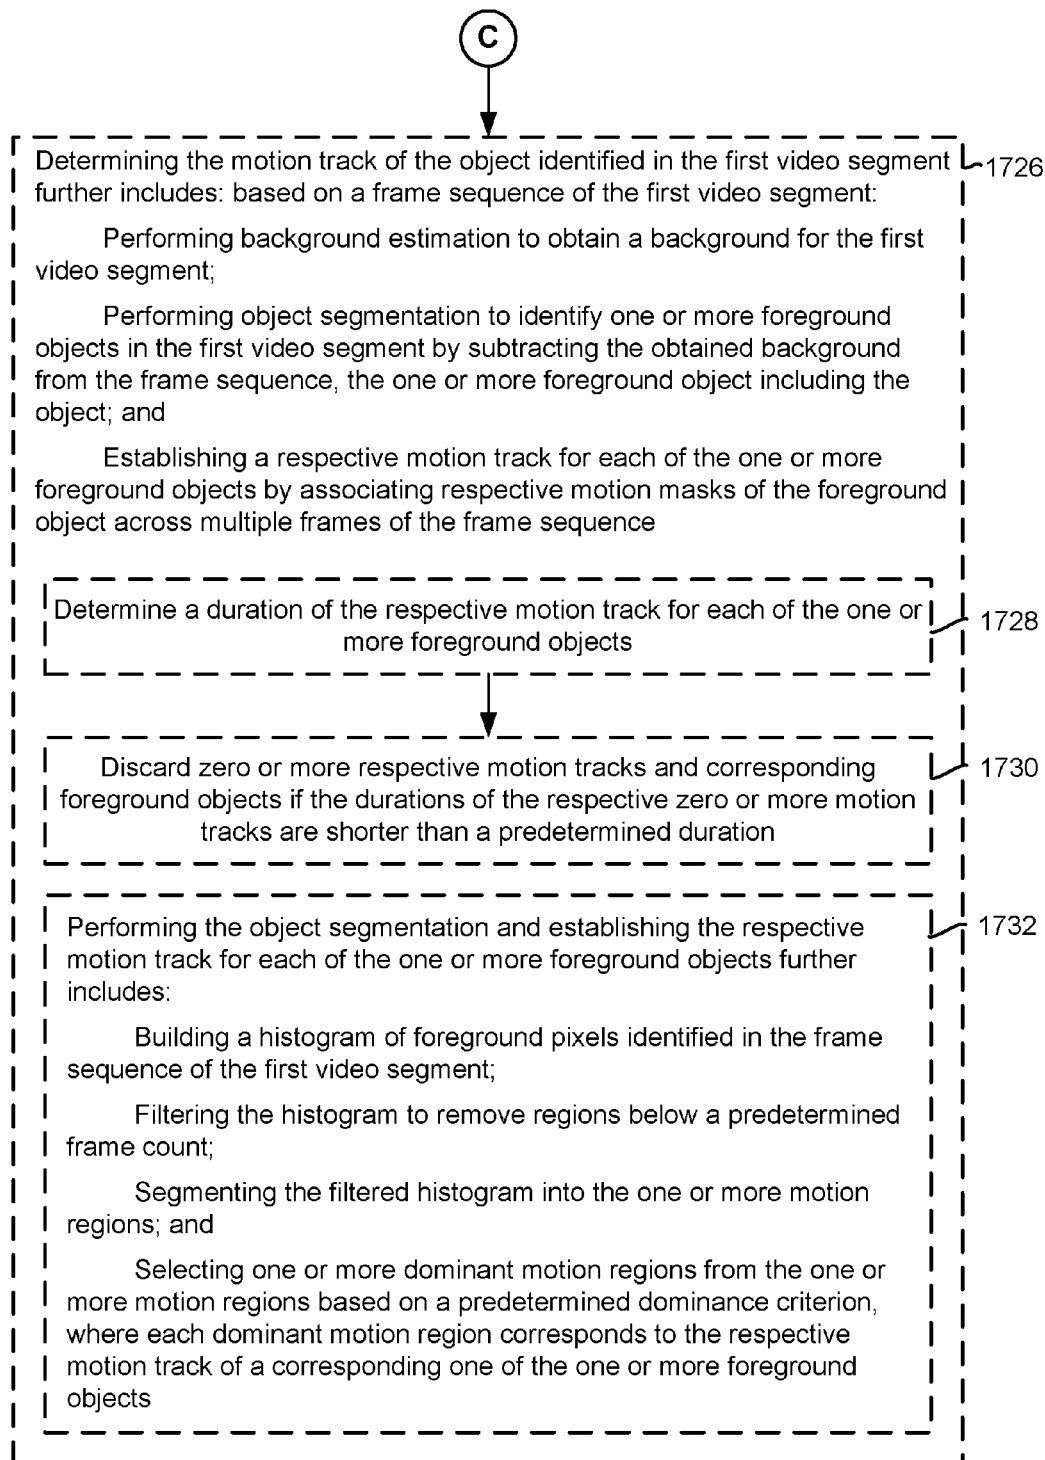 C
Determining the motion track of the object identified in the first video segment
1726
further includes: based on a frame sequence of the first video segment:
Performing background estimation to obtain a background for the first
video segment;
Performing object segmentation to identify one or more foreground
objects in the first video segment by subtracting the obtained background
from the frame sequence, the one or more foreground object including the
object; and
Establishing a respective motion track for each of the one or more
foreground objects by associating respective motion masks of the foreground
object across multiple frames of the frame sequence
Determine a duration of the respective motion track for each of the one or
more foreground objects
1728
Discard zero or more respective motion tracks and corresponding
foreground objects if the durations of the respective zero or more motion
tracks are shorter than a predetermined duration
1730
Performing the object segmentation and establishing the respective
motion track for each of the one or more foreground objects further
includes:
1732
Building a histogram of foreground pixels identified in the frame
sequence of the first video segment;
Filtering the histogram to remove regions below a predetermined
frame count;
Segmenting the filtered histogram into the one or more motion
regions; and
Selecting one or more dominant motion regions from the one or
more motion regions based on a predetermined dominance criterion,
where each dominant motion region corresponds to the respective
motion track of a corresponding one of the one or more foreground
objects